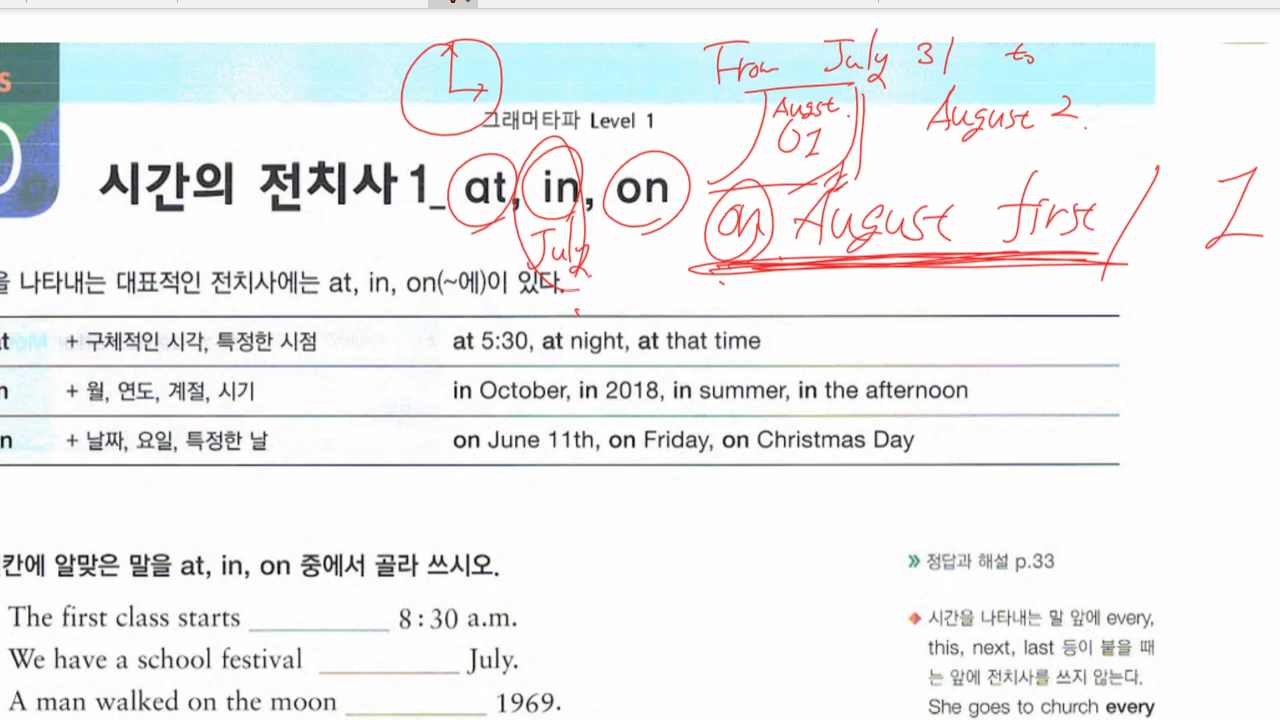 s
From July 31 to
August.
01
August 2.
그래머타파 Level 1
시간의 전치사 1_ at, in, on
on August first / 1
July
을 나타내는 대표적인 전치사에는 at, in, on(~에)이 있다.
t + 구체적인 시각, 특정한 시점 at 5:30, at night, at that time
n + 월, 연도, 계절, 시기 in October, in 2018, in summer, in the afternoon
n + 날짜, 요일, 특정한 날 on June 11th, on Friday, on Christmas Day
칸에 알맞은 말을 at, in, on 중에서 골라 쓰시오.
» 정답과 해설 p.33
The first class starts ________ 8:30 a.m.
We have a school festival ________ July.
A man walked on the moon ________ 1969.
시간을 나타내는 말 앞에 every,
this, next, last 등이 붙을 때
는 앞에 전치사를 쓰지 않는다.
She goes to church every